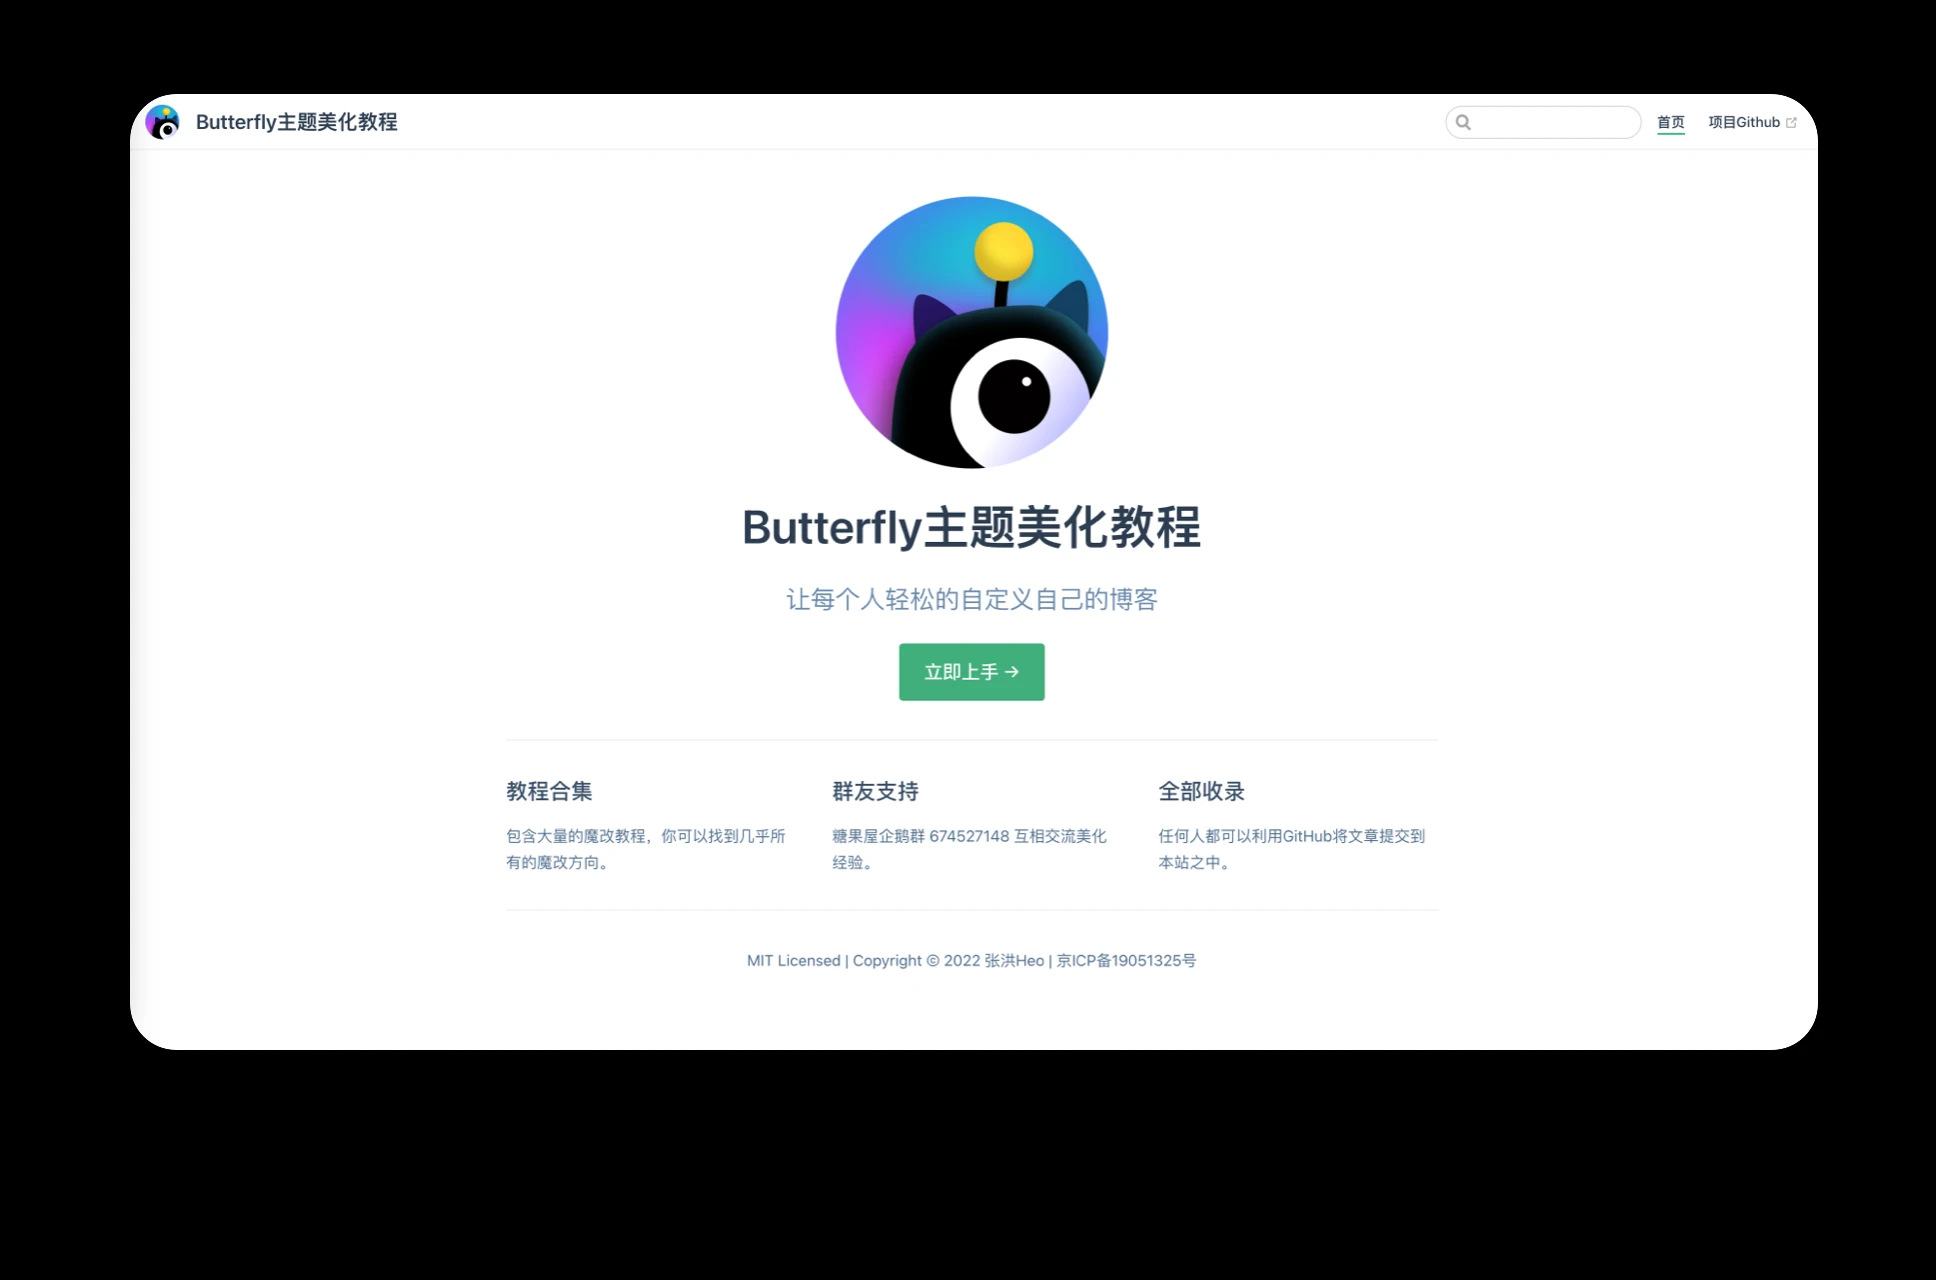 Butterfly主题美化教程
首页
项目Github
Butterfly主题美化教程
让每个人轻松的自定义自己的博客
立即上手 →
教程合集
包含大量的魔改教程，你可以找到几乎所
有的魔改方向。
群友支持
糖果屋企鹅群 674527148 互相交流美化
经验。
全部收录
任何人都可以利用GitHub将文章提交到
本站之中。
MIT Licensed | Copyright © 2022 张洪Heo | 京ICP备19051325号